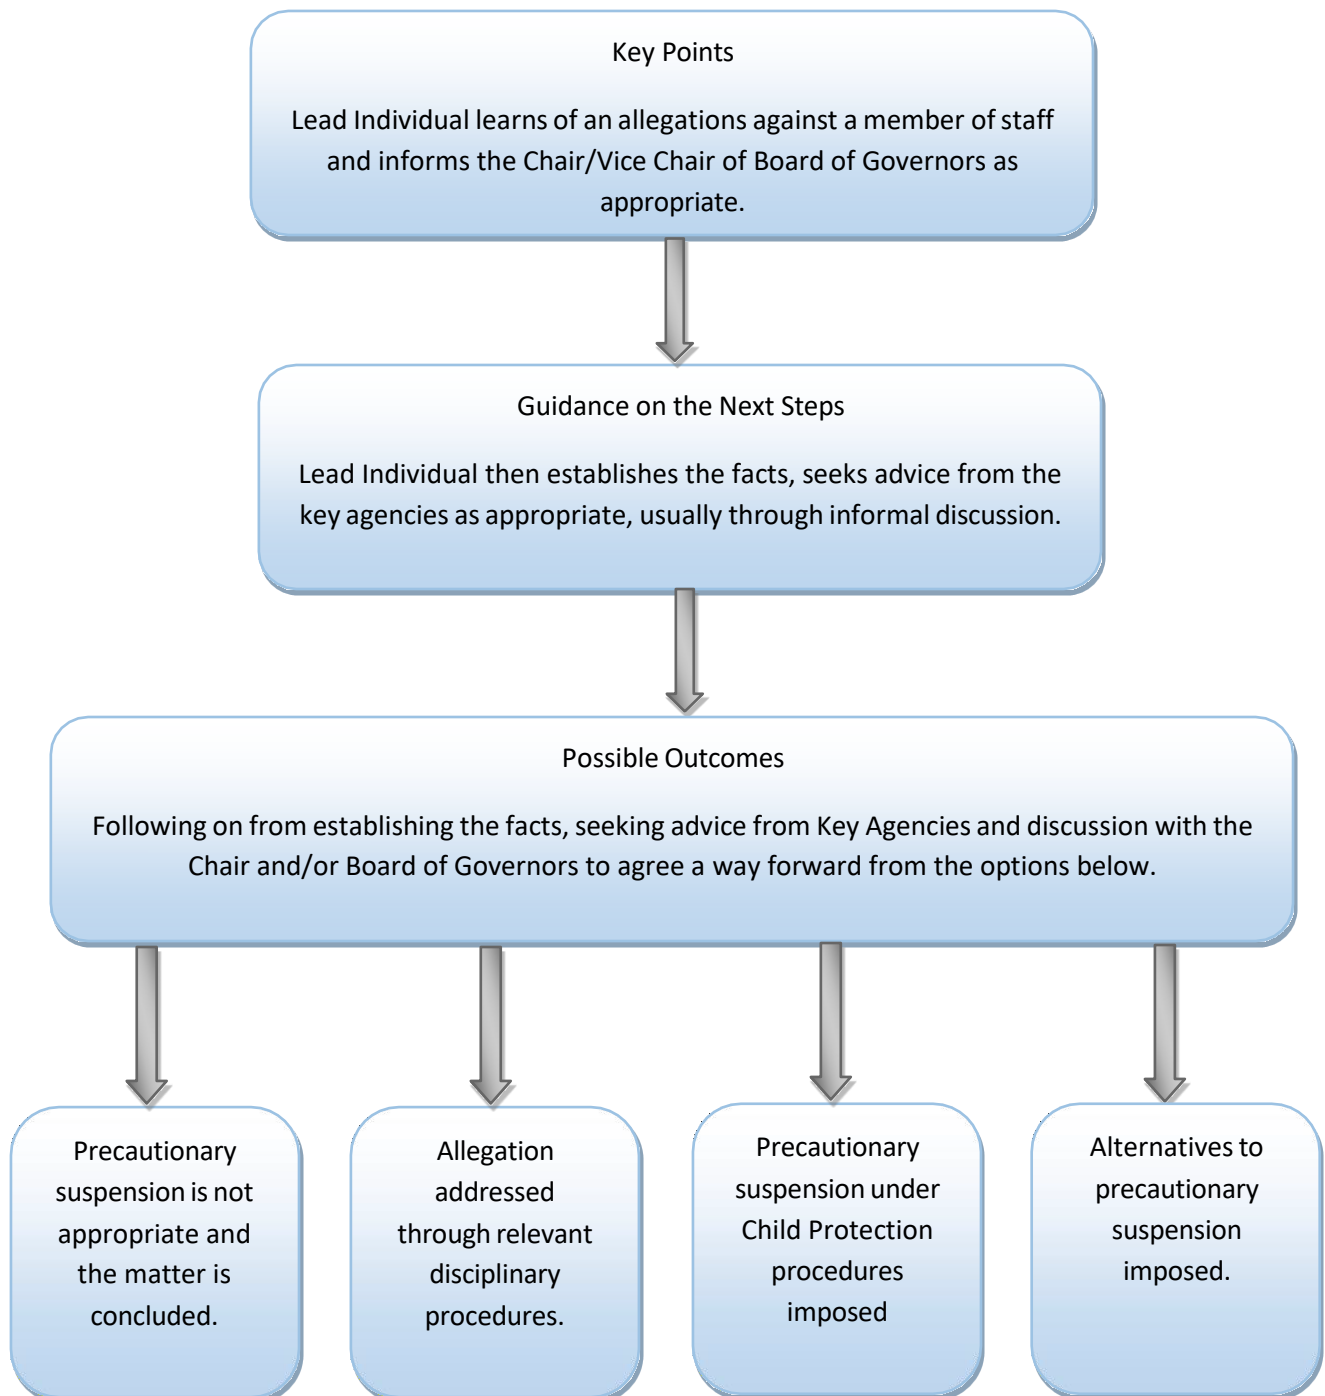 Key Points
Lead Individual learns of an allegations against a member of staff
and informs the Chair/Vice Chair of Board of Governors as
appropriate.
Guidance on the Next Steps
Lead Individual then establishes the facts, seeks advice from the
key agencies as appropriate, usually through informal discussion.
Possible Outcomes
Following on from establishing the facts, seeking advice from Key Agencies and discussion with the
Chair and/or Board of Governors to agree a way forward from the options below.
Precautionary
suspension is not
appropriate and
the matter is
concluded.
Allegation
addressed
through relevant
disciplinary
procedures.
Precautionary
suspension under
Child Protection
procedures
imposed
Alternatives to
precautionary
suspension
imposed.